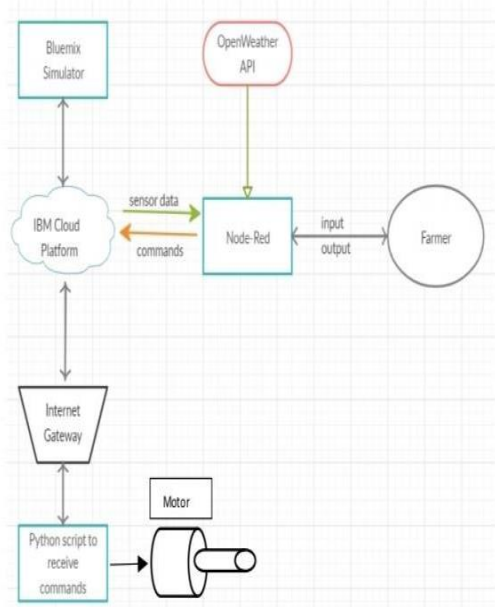 Bluemix
Simulator
OpenWeather
API
IBM Cloud
Platform
sensor data
commands
Node-Red
input
output
Farmer
Internet
Gateway
Motor
Python script to
receive
commands